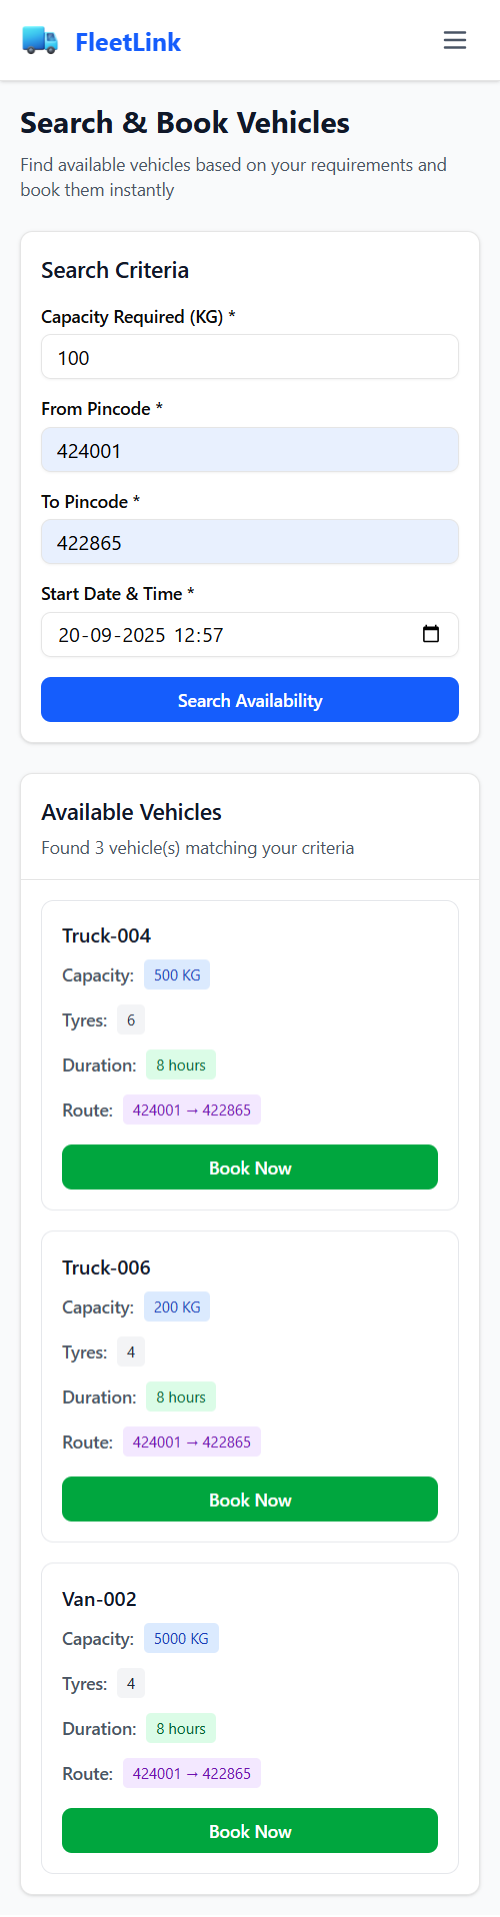 FleetLink
Search & Book Vehicles
Find available vehicles based on your requirements and
book them instantly
Search Criteria
Capacity Required (KG) *
100
From Pincode *
424001
To Pincode *
422865
Start Date & Time *
20-09-2025 12:57
Search Availability
Available Vehicles
Found 3 vehicle(s) matching your criteria
Truck-004
Capacity: 500 KG
Tyres: 6
Duration: 8 hours
Route: 424001 → 422865
Book Now
Truck-006
Capacity: 200 KG
Tyres: 4
Duration: 8 hours
Route: 424001 → 422865
Book Now
Van-002
Capacity: 5000 KG
Tyres: 4
Duration: 8 hours
Route: 424001 → 422865
Book Now